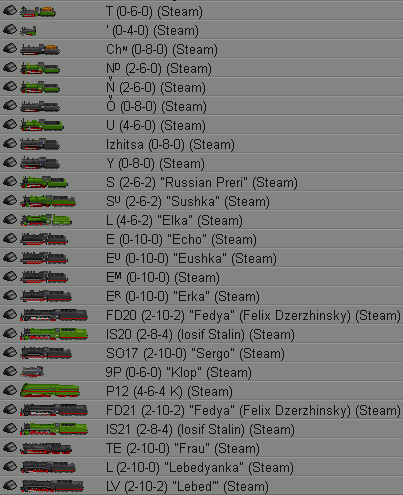 T (0-6-0) (Steam)
' (0-4-0) (Steam)
Chᴺ (0-8-0) (Steam)
Nᴰ (2-6-0) (Steam)
N̆ (2-6-0) (Steam)
Ŏ (0-8-0) (Steam)
U (4-6-0) (Steam)
Izhitsa (0-8-0) (Steam)
Y (0-8-0) (Steam)
S (2-6-2) "Russian Preri" (Steam)
Sᵁ (2-6-2) "Sushka" (Steam)
L (4-6-2) "Elka" (Steam)
E (0-10-0) "Echo" (Steam)
Eᵁ (0-10-0) "Eushka" (Steam)
Eᴹ (0-10-0) (Steam)
Eᴿ (0-10-0) "Erka" (Steam)
FD20 (2-10-2) "Fedya" (Felix Dzerzhinsky) (Steam)
IS20 (2-8-4) (Iosif Stalin) (Steam)
SO17 (2-10-0) "Sergo" (Steam)
9P (0-6-0) "Klop" (Steam)
P12 (4-6-4 K) (Steam)
FD21 (2-10-2) "Fedya" (Felix Dzerzhinsky) (Steam)
IS21 (2-8-4) (Iosif Stalin) (Steam)
TE (2-10-0) "Frau" (Steam)
L (2-10-0) "Lebedyanka" (Steam)
LV (2-10-2) "Lebed'" (Steam)